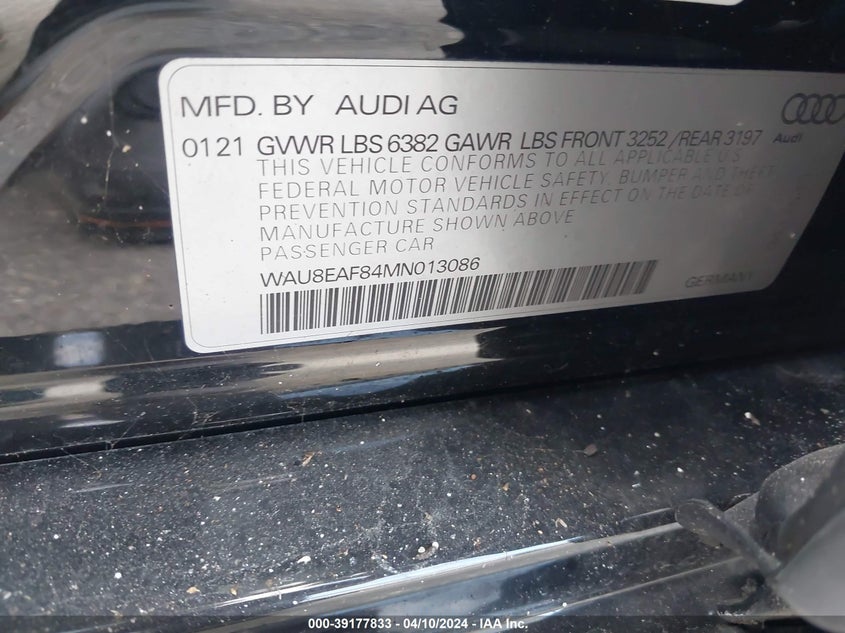 MFD. BY AUDI AG
0121 GVWR LBS 6382 GAWR LBS FRONT 3252 /REAR 3197
Audi
THIS VEHICLE CONFORMS TO ALL APPLICABLE U.S.
FEDERAL MOTOR VEHICLE SAFETY, BUMPER AND THEFT
PREVENTION STANDARDS IN EFFECT ON THE DATE OF
MANUFACTURE SHOWN ABOVE
PASSENGER CAR
WAU8EAF84MN013086
GERMANY
000-39177833 - 04/10/2024 - IAA Inc.